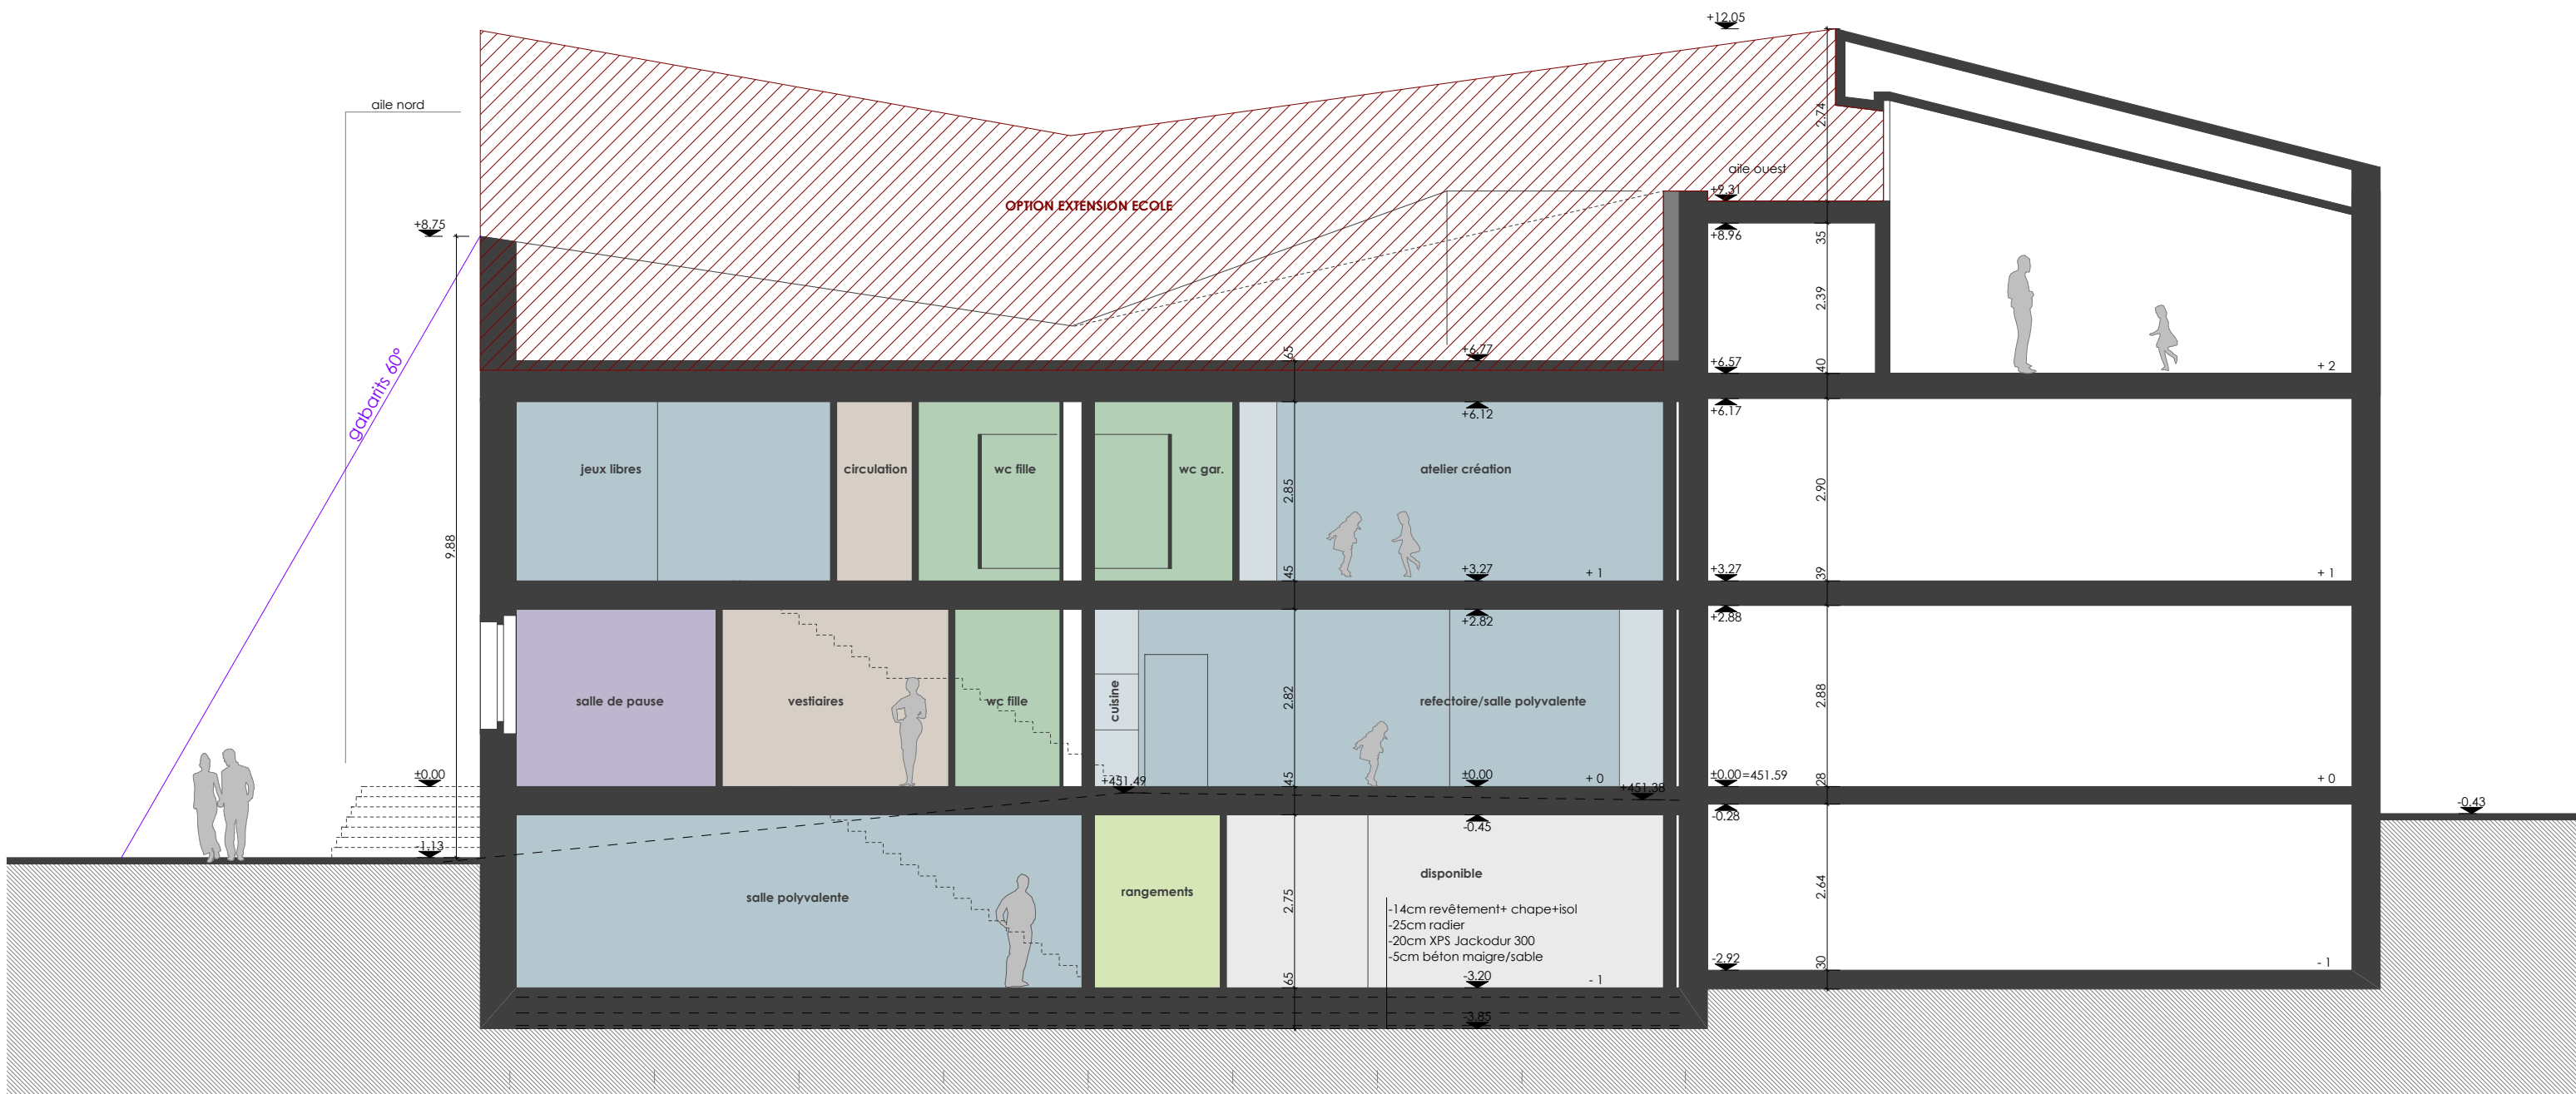 +12.05
aile nord
2.74
aile ouest
+9.31
OPTION EXTENSION ECOLE
+8.75
+8.96
35
2.39
gabarits 60°
65
+6.77
+6.57
40
+ 2
+6.12
+6.17
jeux libres
circulation
wc fille
wc gar.
atelier création
2.85
2.90
9.88
45
+3.27
+ 1
+3.27
39
+ 1
+2.82
+2.88
salle de pause
vestiaires
wc fille
cuisine
2.82
refectoire/salle polyvalente
2.88
±0.00
+451.49
45
±0.00
+ 0
+451.38
±0.00=451.59
28
+ 0
-0.43
-0.45
-0.28
-1.13
disponible
salle polyvalente
rangements
2.75
2.64
-14cm revêtement+ chape+isol
-25cm radier
-20cm XPS Jackodur 300
-5cm béton maigre/sable
-2.92
30
- 1
65
-3.20
- 1
-3.85